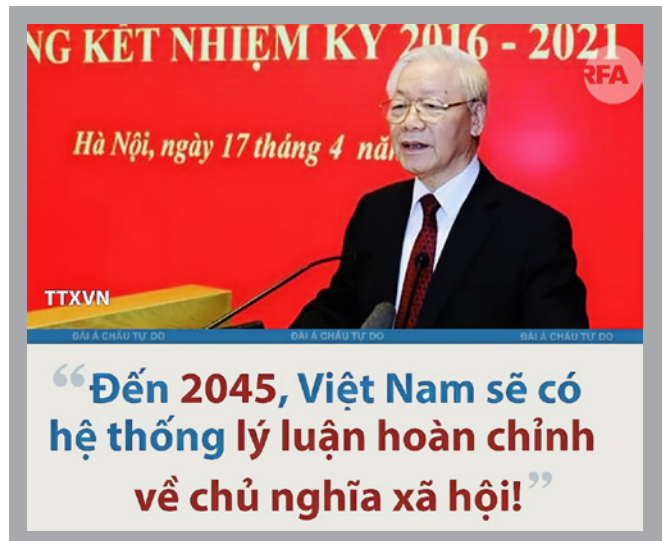 NG KẾT NHIỆM KỲ 2016 - 2021
RFA
Hà Nội, ngày 17 tháng 4
TTXVN
ĐÀI Á CHÂU TỰ DO ĐÀI Á CHÂU TỰ DO ĐÀI Á CHÂU TỰ DO
“Đến 2045, Việt Nam sẽ có
hệ thống lý luận hoàn chỉnh
về chủ nghĩa xã hội!”